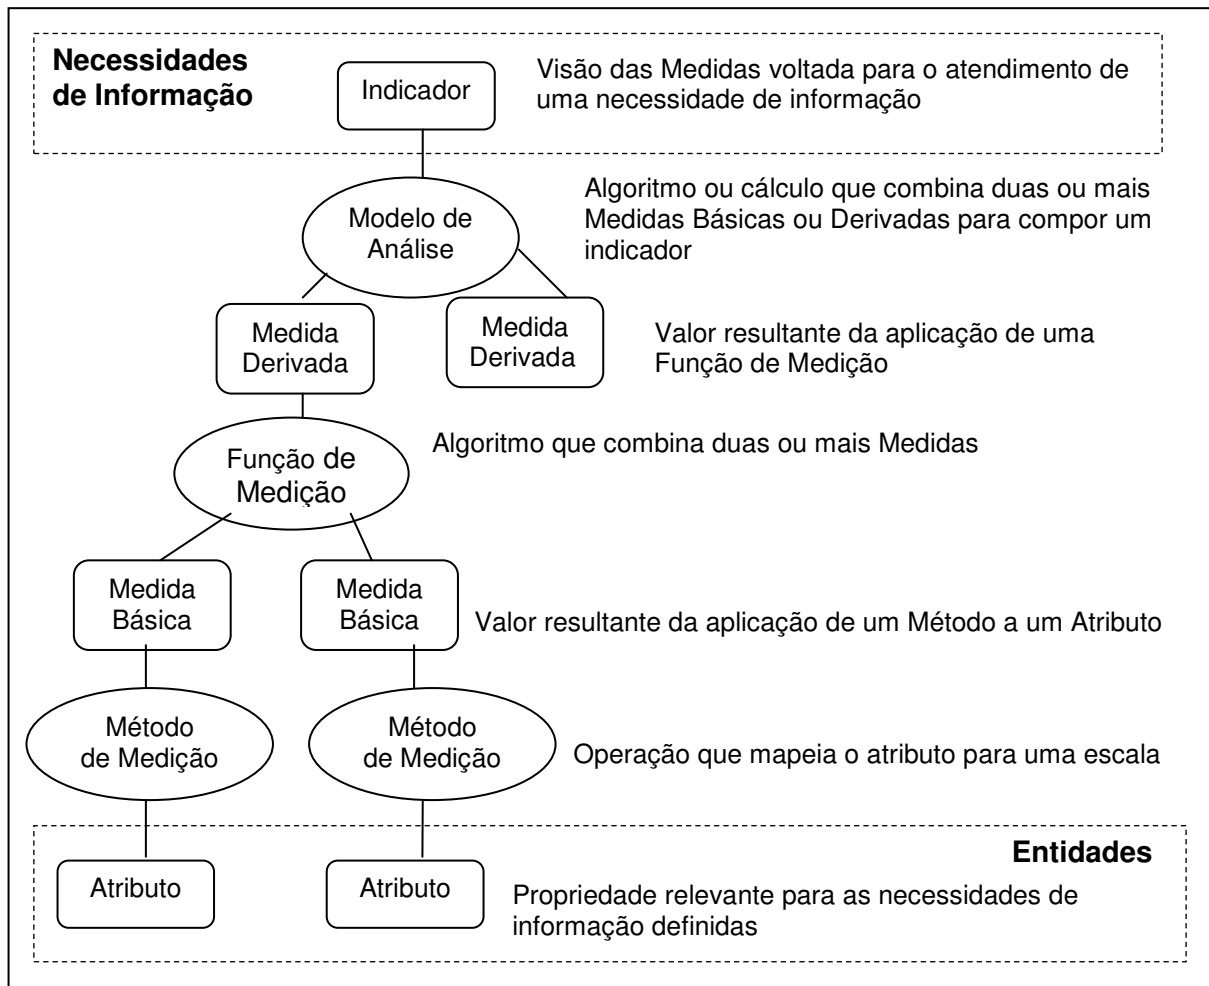 Necessidades
de Informação
Indicador
Visão das Medidas voltada para o atendimento de
uma necessidade de informação
Modelo de
Análise
Algoritmo ou cálculo que combina duas ou mais
Medidas Básicas ou Derivadas para compor um
indicador
Medida
Derivada
Medida
Derivada
Valor resultante da aplicação de uma
Função de Medição
Função de
Medição
Algoritmo que combina duas ou mais Medidas
Medida
Básica
Medida
Básica
Valor resultante da aplicação de um Método a um Atributo
Método
de Medição
Método
de Medição
Operação que mapeia o atributo para uma escala
Entidades
Atributo
Atributo
Propriedade relevante para as necessidades de
informação definidas